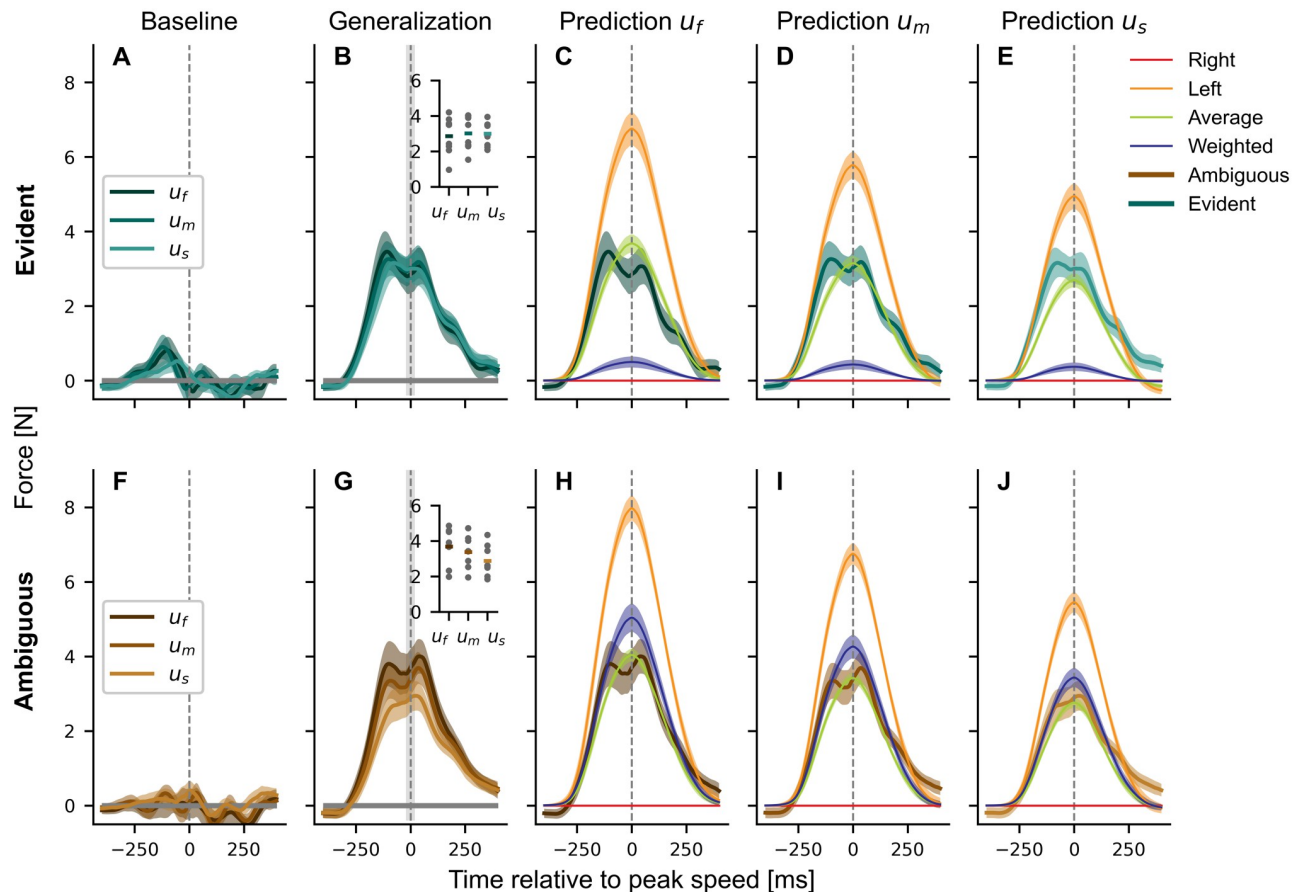 Baseline
Generalization
Prediction u_f
Prediction u_m
Prediction u_s
Evident
Force [N]
Ambiguous
A
8
6
4
2
0
u_f
u_m
u_s
−250
0
250
B
6
4
2
0
u_f u_m u_s
C
D
E
Right
Left
Average
Weighted
Ambiguous
Evident
F
8
6
4
2
0
u_f
u_m
u_s
−250 0 250
G
6
4
2
0
u_f u_m u_s
−250 0 250
H
−250 0 250
I
−250 0 250
J
−250 0 250
Time relative to peak speed [ms]